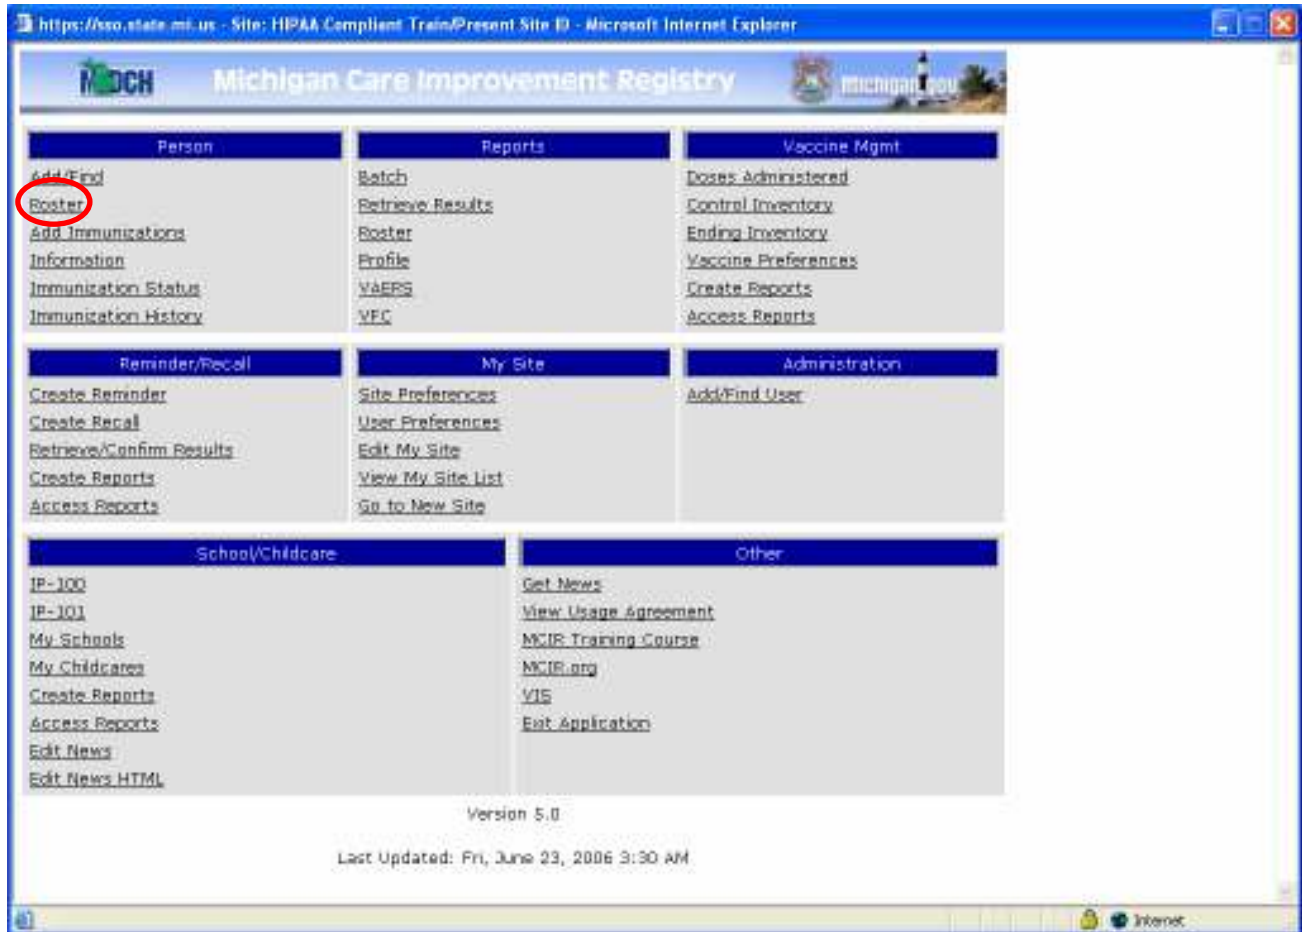 https://sso.state.mi.us - Site: HIPAA Compliant Train/Present Site ID - Microsoft Internet Explorer
MDCH Michigan Care Improvement Registry michigan.gov
Person
Add/Find
Roster
Add Immunizations
Information
Immunization Status
Immunization History
Reports
Batch
Retrieve Results
Roster
Profile
VAERS
VFC
Vaccine Mgmt
Doses Administered
Control Inventory
Ending Inventory
Vaccine Preferences
Create Reports
Access Reports
Reminder/Recall
Create Reminder
Create Recall
Retrieve/Confirm Results
Create Reports
Access Reports
My Site
Site Preferences
User Preferences
Edit My Site
View My Site List
Go to New Site
Administration
Add/Find User
School/Childcare
IP-100
IP-101
My Schools
My Childcares
Create Reports
Access Reports
Edit News
Edit News HTML
Other
Get News
View Usage Agreement
MCIR Training Course
MCIR.org
VIS
Exit Application
Version 5.0
Last Updated: Fri, June 23, 2006 3:30 AM
Internet